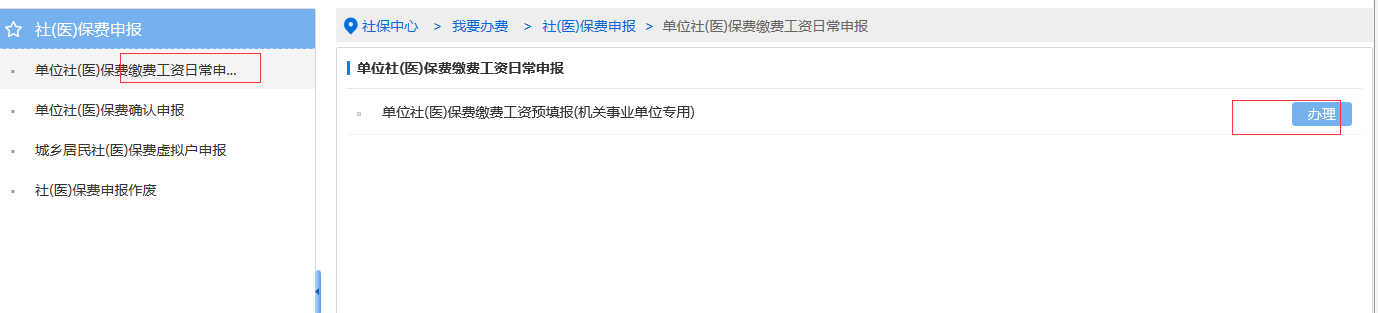 社(医)保费申报
单位社(医)保费缴费工资日常申...
单位社(医)保费确认申报
城乡居民社(医)保费虚拟户申报
社(医)保费申报作废
社保中心 > 我要办费 > 社(医)保费申报 > 单位社(医)保费缴费工资日常申报
单位社(医)保费缴费工资日常申报
单位社(医)保费缴费工资预填报(机关事业单位专用) 办理